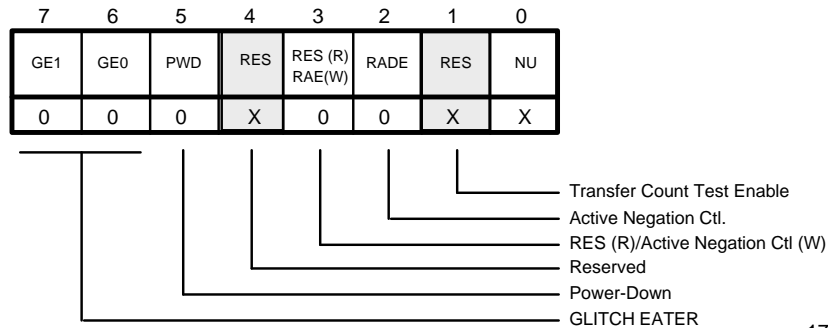 7 6 5 4 3 2 1 0
GE1 GE0 PWD RES RES (R) RAE(W) RADE RES NU
0 0 0 X 0 0 X X
Transfer Count Test Enable
Active Negation Ctl.
RES (R)/Active Negation Ctl (W)
Reserved
Power-Down
GLITCH EATER
17